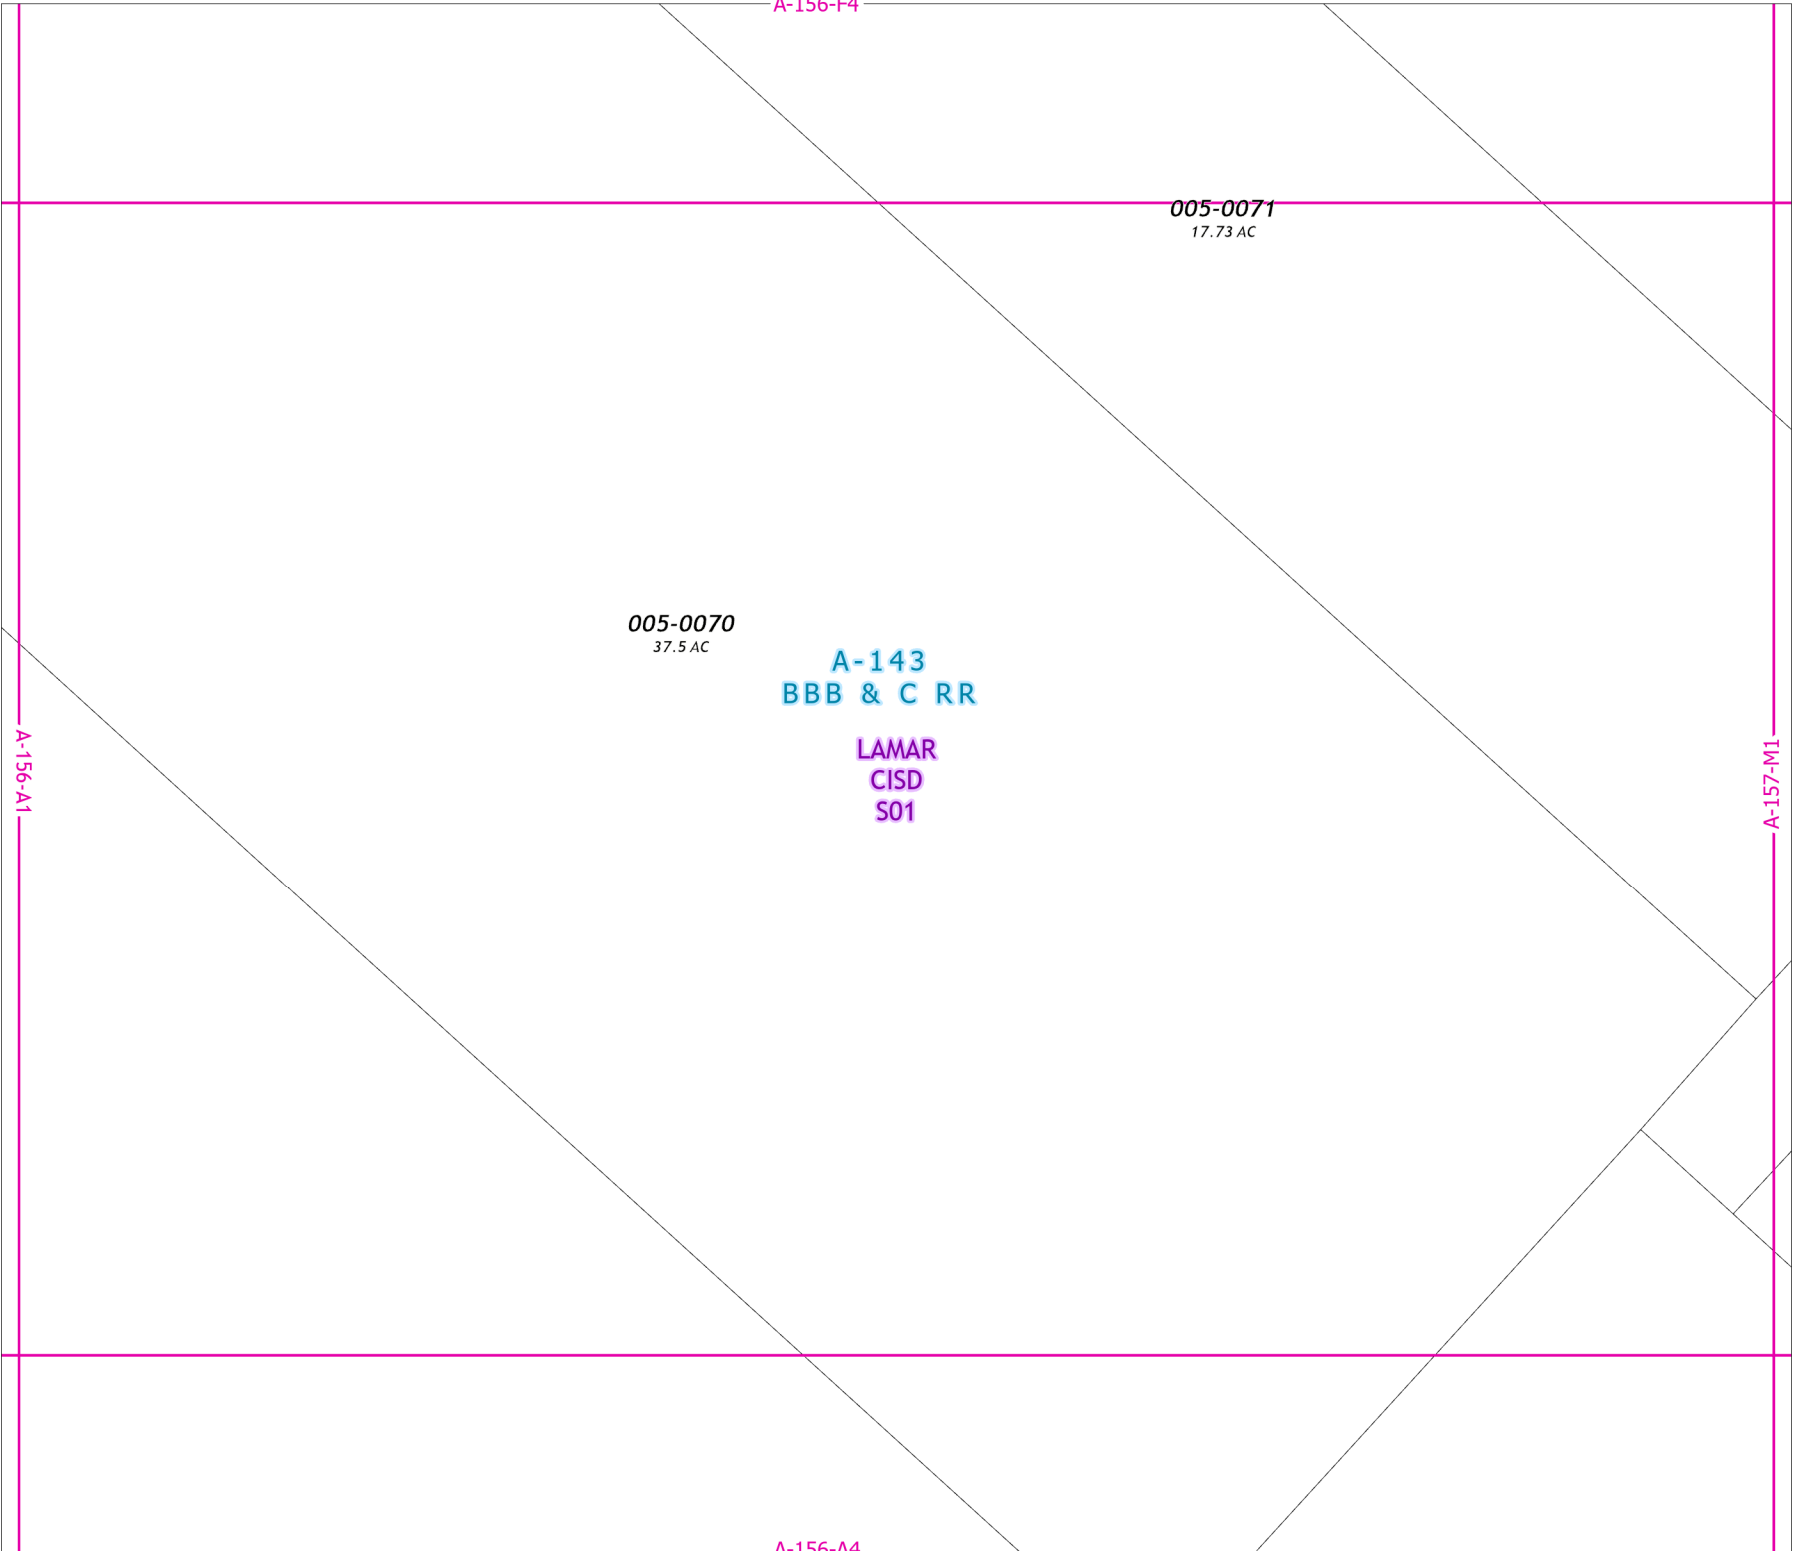 A-156-F4
005-0071
17.73 AC
005-0070
37.5 AC
A-143
BBB & C RR
LAMAR
CISD
S01
A-156-A1
A-157-M1
A-156-A4